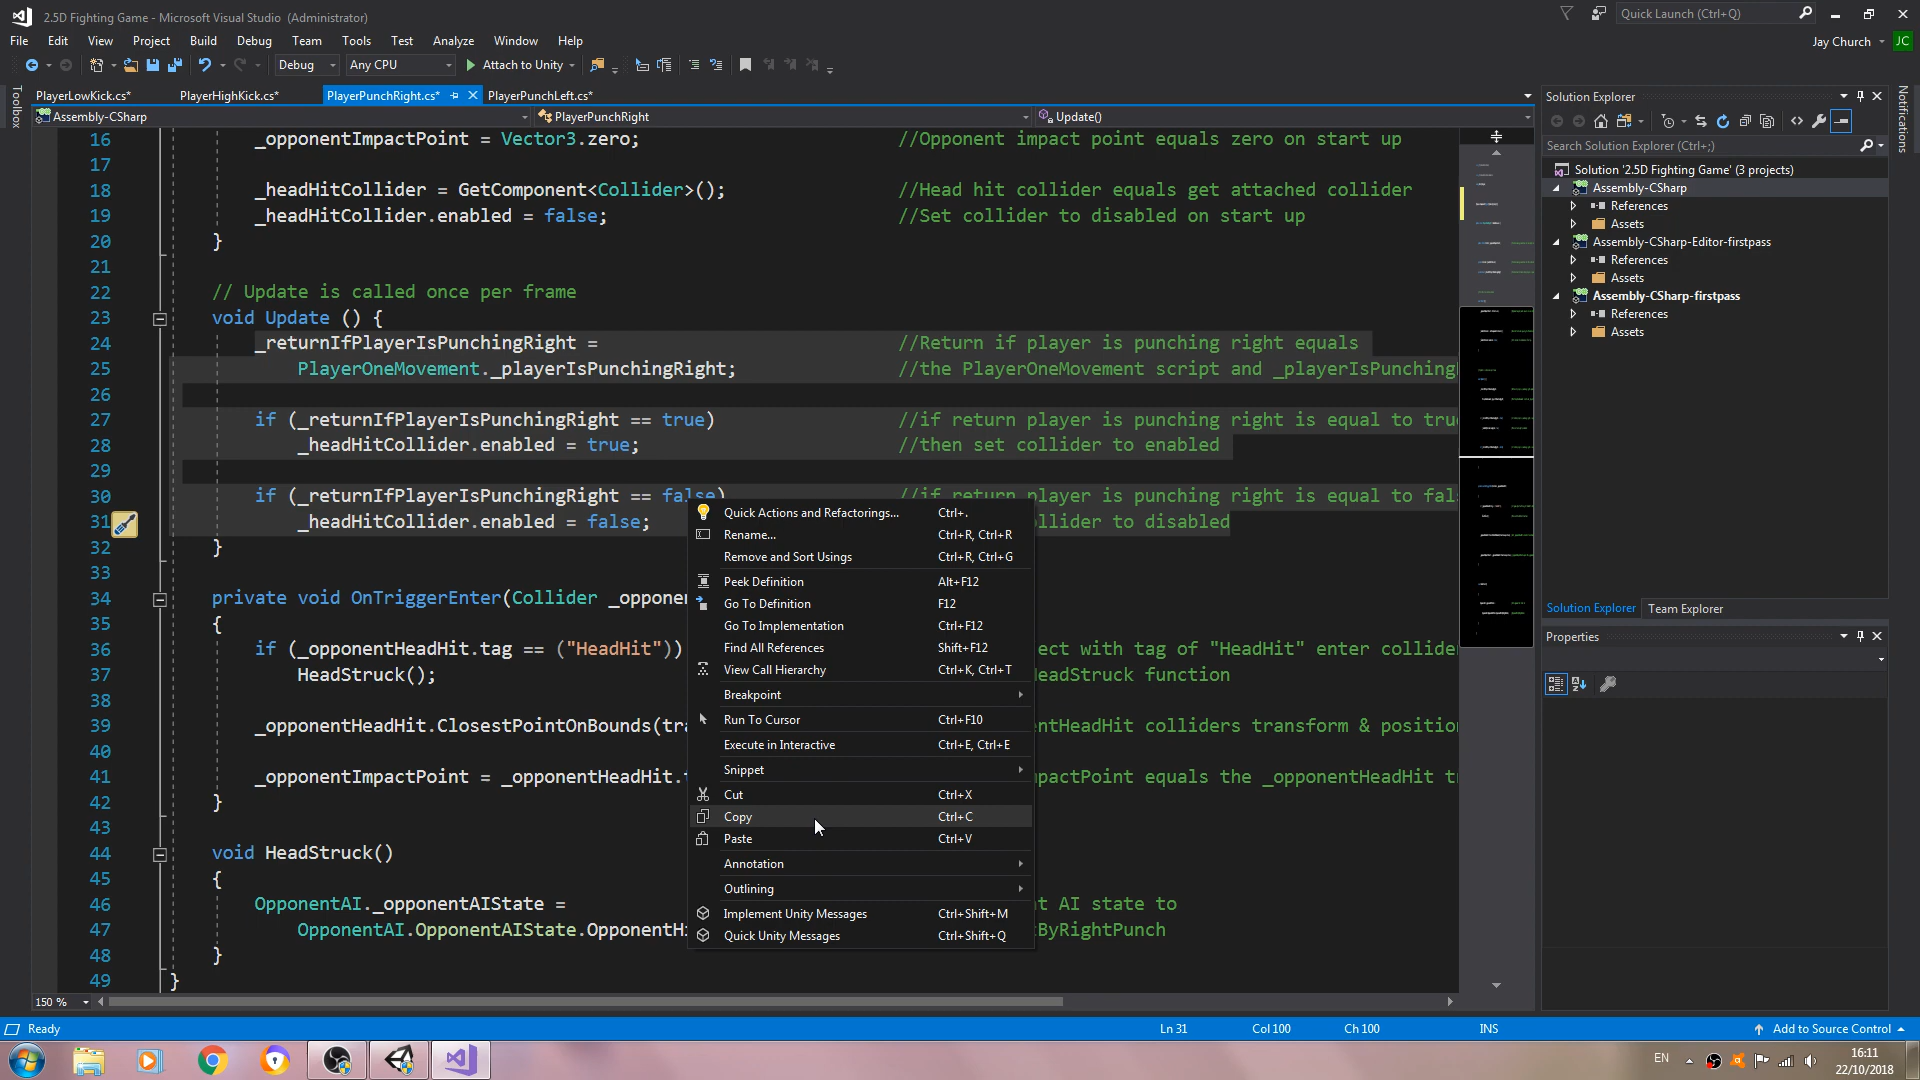 2.5D Fighting Game - Microsoft Visual Studio (Administrator)
Quick Launch (Ctrl+Q)
File Edit View Project Build Debug Team Tools Test Analyze Window Help
Jay Church JC
Debug Any CPU Attach to Unity
Toolbox
PlayerLowKick.cs* PlayerHighKick.cs* PlayerPunchRight.cs* PlayerPunchLeft.cs*
Assembly-CSharp PlayerPunchRight Update()
16 _opponentImpactPoint = Vector3.zero; //Opponent impact point equals zero on start up
17
18 _headHitCollider = GetComponent<Collider>(); //Head hit collider equals get attached collider
19 _headHitCollider.enabled = false; //Set collider to disabled on start up
20 }
21
22 // Update is called once per frame
23 void Update () {
24 _returnIfPlayerIsPunchingRight = //Return if player is punching right equals
25 PlayerOneMovement._playerIsPunchingRight; //the PlayerOneMovement script and _playerIsPunching
26
27 if (_returnIfPlayerIsPunchingRight == true) //if return player is punching right is equal to tru
28 _headHitCollider.enabled = true; //then set collider to enabled
29
30 if (_returnIfPlayerIsPunchingRight == false) //if return player is punching right is equal to fal
31 _headHitCollider.enabled = false; llider to disabled
32 }
33
34 private void OnTriggerEnter(Collider _oppone
35 {
36 if (_opponentHeadHit.tag == ("HeadHit")) ect with tag of "HeadHit" enter collide
37 HeadStruck(); eadStruck function
38
39 _opponentHeadHit.ClosestPointOnBounds(tra ntHeadHit colliders transform & position
40
41 _opponentImpactPoint = _opponentHeadHit. pactPoint equals the _opponentHeadHit t
42 }
43
44 void HeadStruck()
45 {
46 OpponentAI._opponentAIState = t AI state to
47 OpponentAI.OpponentAIState.OpponentHi ByRightPunch
48 }
49 }
Quick Actions and Refactorings... Ctrl+.
Rename... Ctrl+R, Ctrl+R
Remove and Sort Usings Ctrl+R, Ctrl+G
Peek Definition Alt+F12
Go To Definition F12
Go To Implementation Ctrl+F12
Find All References Shift+F12
View Call Hierarchy Ctrl+K, Ctrl+T
Breakpoint
Run To Cursor Ctrl+F10
Execute in Interactive Ctrl+E, Ctrl+E
Snippet
Cut Ctrl+X
Copy Ctrl+C
Paste Ctrl+V
Annotation
Outlining
Implement Unity Messages Ctrl+Shift+M
Quick Unity Messages Ctrl+Shift+Q
Solution Explorer
Search Solution Explorer (Ctrl+;)
Solution '2.5D Fighting Game' (3 projects)
Assembly-CSharp
References
Assets
Assembly-CSharp-Editor-firstpass
References
Assets
Assembly-CSharp-firstpass
References
Assets
Solution Explorer Team Explorer
Properties
Notifications
150 %
Ready Ln 31 Col 100 Ch 100 INS Add to Source Control
EN 16:11
22/10/2018